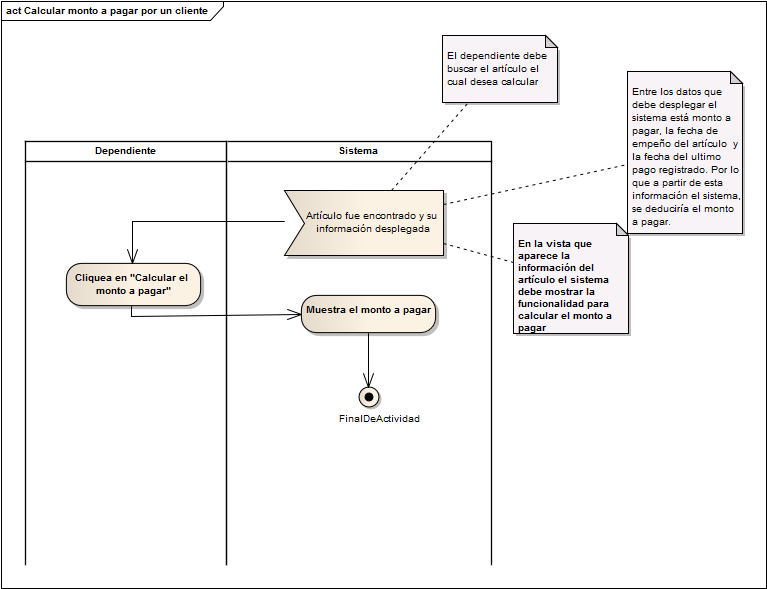 act Calcular monto a pagar por un cliente
El dependiente debe
buscar el artículo el
cual desea calcular
Entre los datos que
debe desplegar el
sistema está monto a
pagar, la fecha de
empeño del artículo y
la fecha del ultimo
pago registrado. Por lo
que a partir de esta
información el sistema,
se deduciría el monto
a pagar.
Dependiente
Sistema
Artículo fue encontrado y su
información desplegada
En la vista que
aparece la
información del
artículo el sistema
debe mostrar la
funcionalidad para
calcular el monto a
pagar
Cliquea en "Calcular el
monto a pagar"
Muestra el monto a pagar
FinalDeActividad